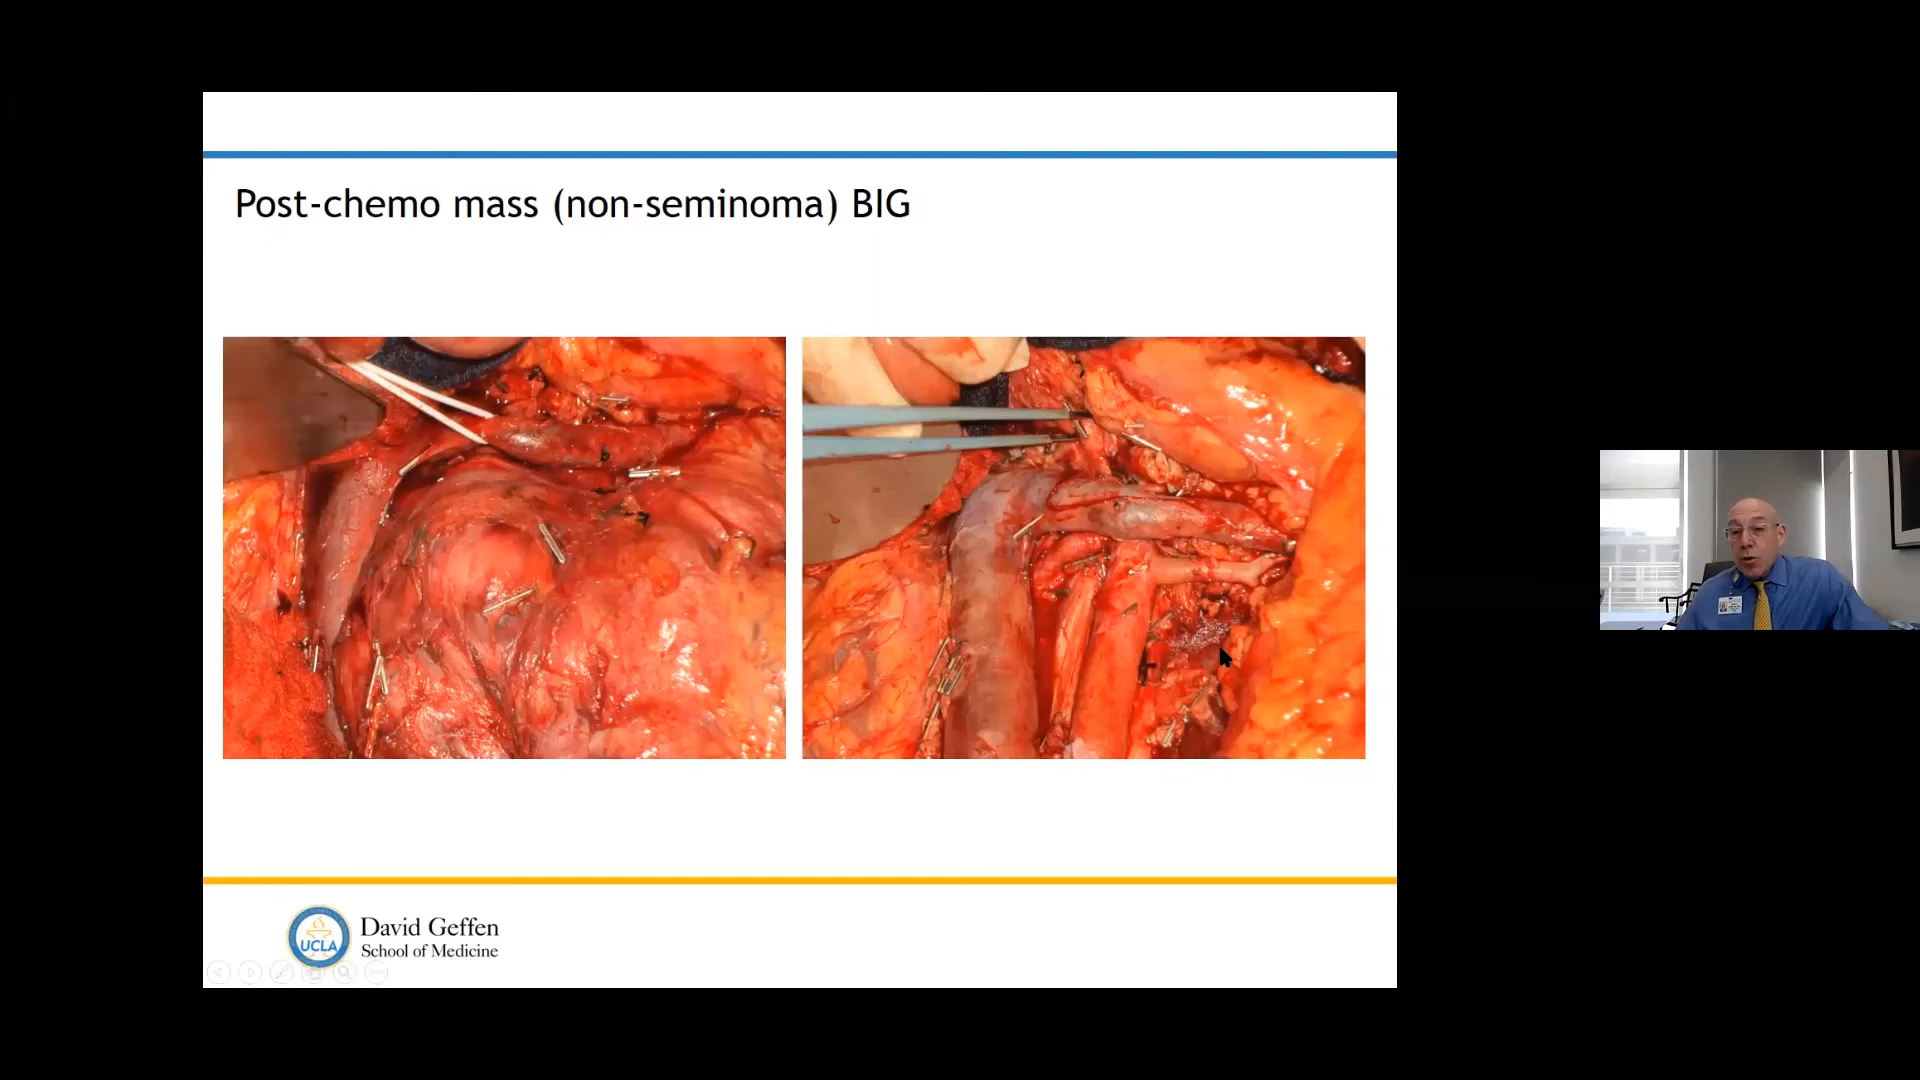 Post-chemo mass (non-seminoma) BIG
UCLA
David Geffen
School of Medicine